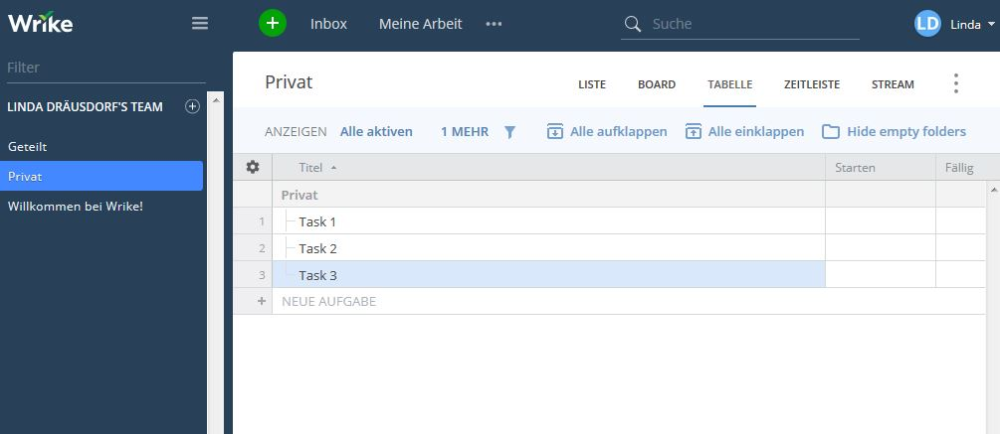 Wrike
Inbox Meine Arbeit ••• Suche LD Linda
Filter
LINDA DRÄUSDORF'S TEAM
Geteilt
Privat
Willkommen bei Wrike!
Privat LISTE BOARD TABELLE ZEITLEISTE STREAM
ANZEIGEN Alle aktiven 1 MEHR Alle aufklappen Alle einklappen Hide empty folders
Titel Starten Fällig
Privat
1 Task 1
2 Task 2
3 Task 3
+ NEUE AUFGABE